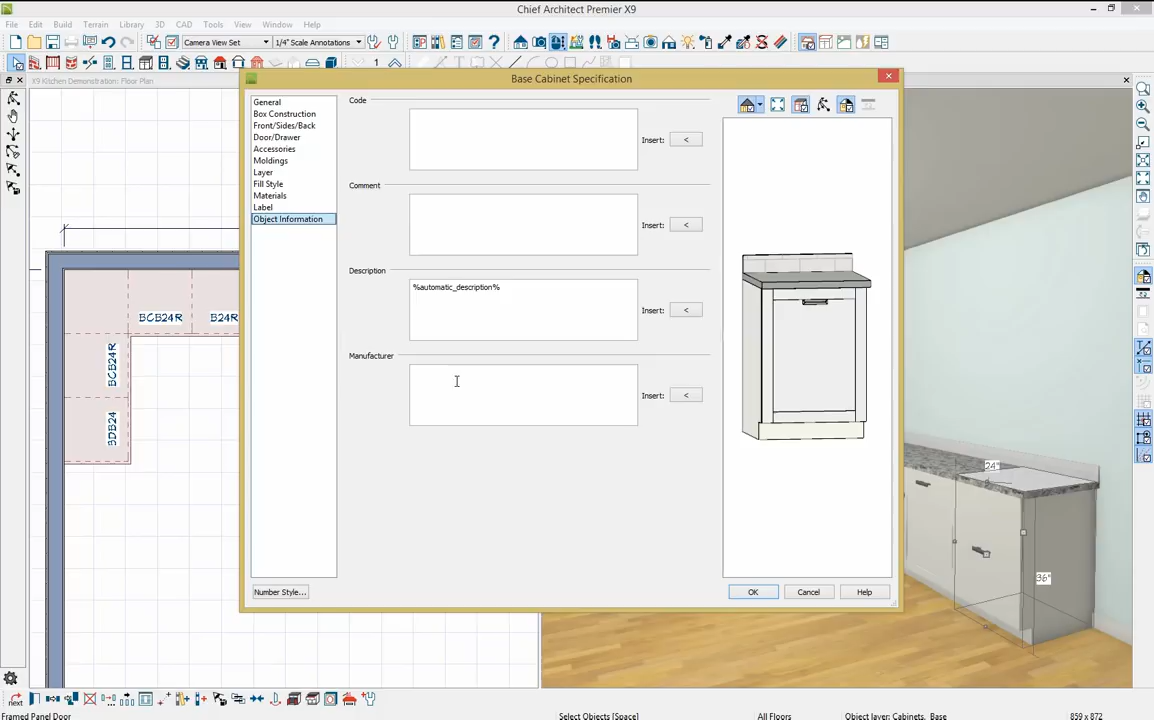 Chief Architect Premier X9
File Edit Build Terrain Library 3D CAD Tools Window Help
Camera View Set 1/4" Scale Annotations
1
X9 Kitchen Demonstration: Floor Plan
Base Cabinet Specification
General
Box Construction
Front/Sides/Back
Door/Drawer
Accessories
Moldings
Layer
Fill Style
Materials
Label
Object Information
Code
Insert: <
Comment
Insert: <
Description
%automatic_description%
Insert: <
Manufacturer
Insert: <
BCB24R B24R
BCB24R
BDB24
24"
36"
Number Style... OK Cancel Help
next
Framed Panel Door Select Objects [Space] All Floors Object layer: Cabinets, Base 859 x 872